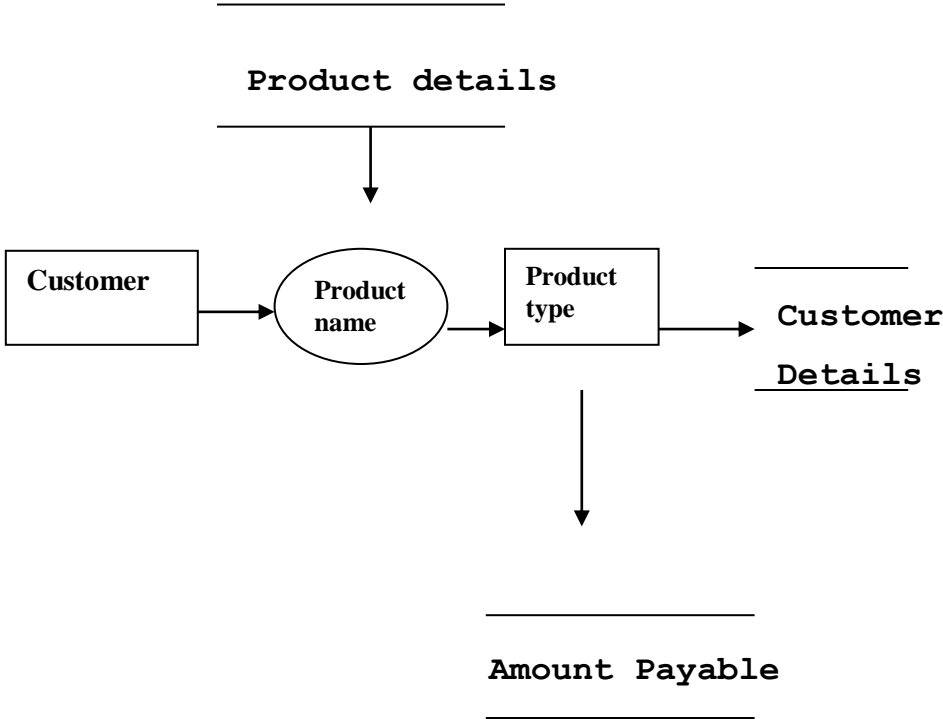 Product details
Customer
Product
name
Product
type
Customer
Details
Amount Payable